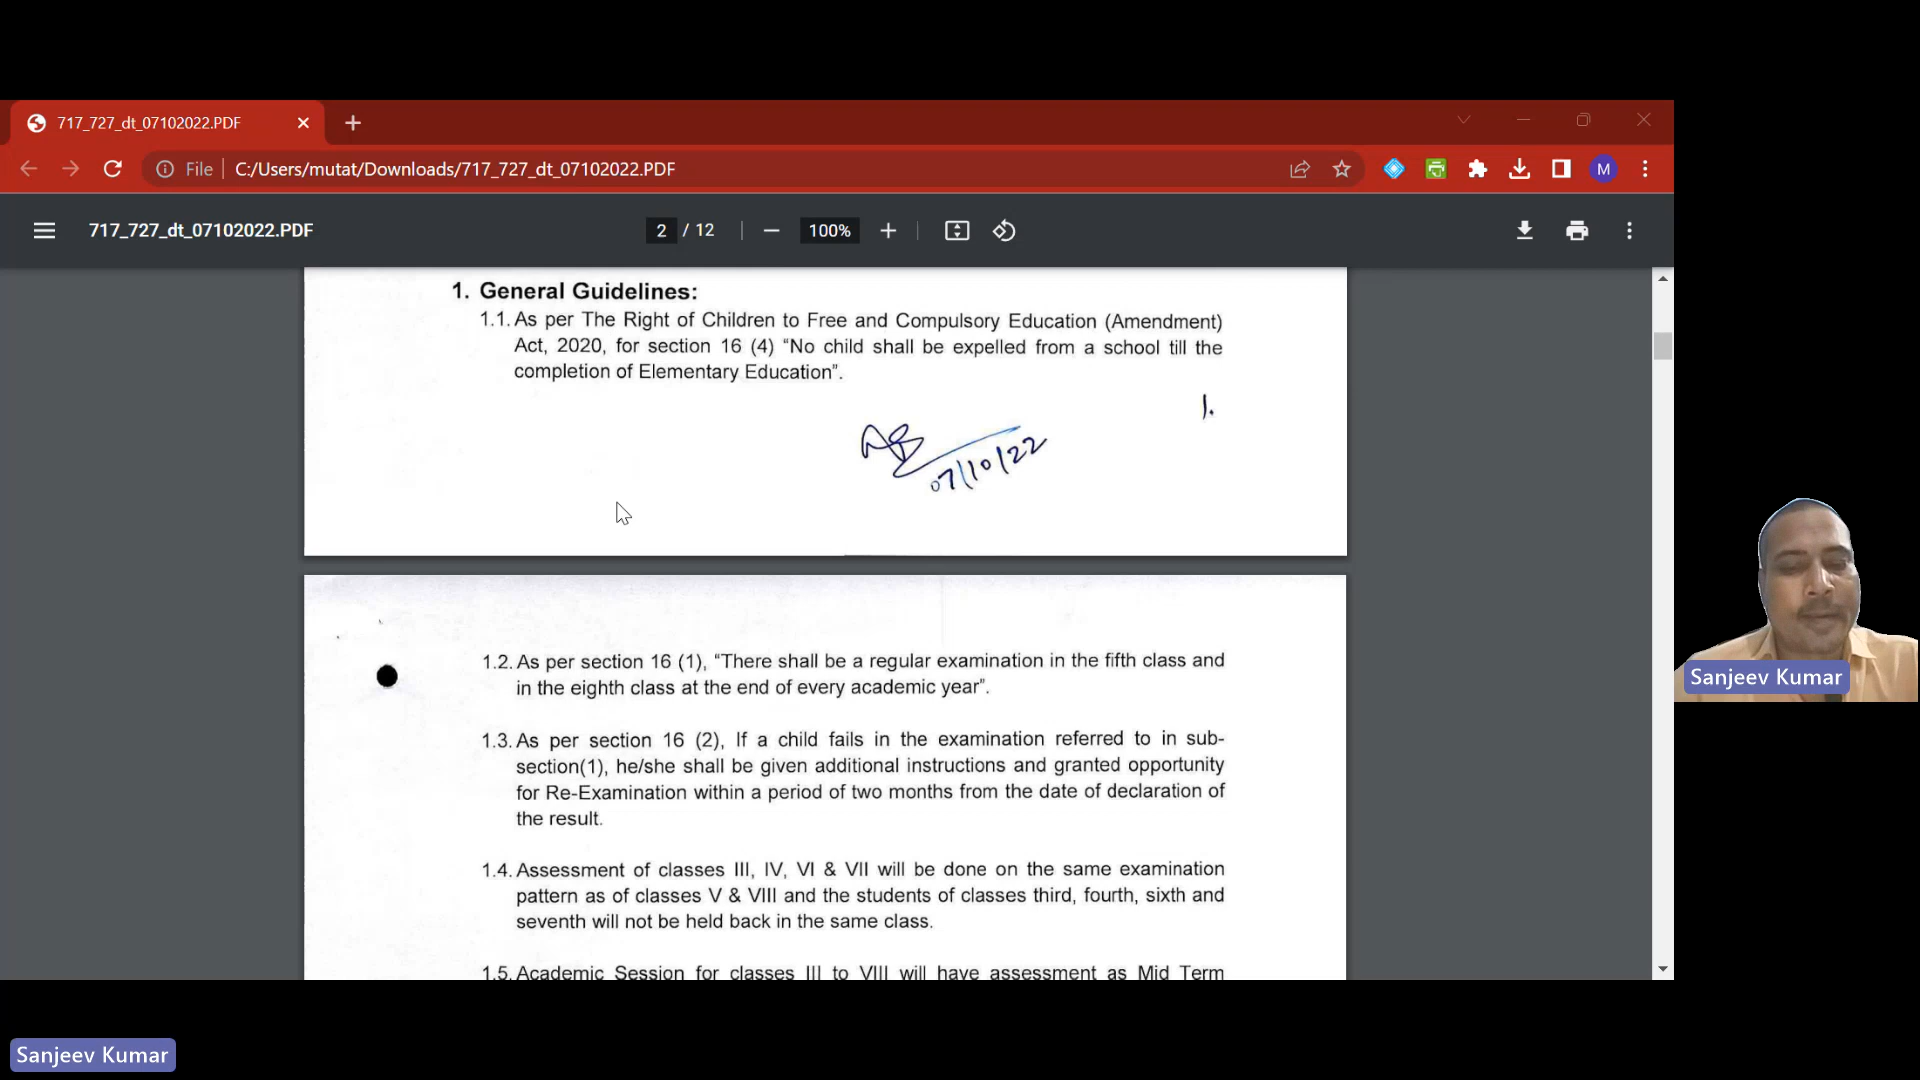 717_727_dt_07102022.PDF
File C:/Users/mutat/Downloads/717_727_dt_07102022.PDF
M
717_727_dt_07102022.PDF 2 / 12 100%
1. General Guidelines:
1.1. As per The Right of Children to Free and Compulsory Education (Amendment)
Act, 2020, for section 16 (4) “No child shall be expelled from a school till the
completion of Elementary Education”.
1.
07/10/22
1.2. As per section 16 (1), “There shall be a regular examination in the fifth class and
in the eighth class at the end of every academic year”.
1.3. As per section 16 (2), If a child fails in the examination referred to in sub-
section(1), he/she shall be given additional instructions and granted opportunity
for Re-Examination within a period of two months from the date of declaration of
the result.
1.4. Assessment of classes III, IV, VI & VII will be done on the same examination
pattern as of classes V & VIII and the students of classes third, fourth, sixth and
seventh will not be held back in the same class.
1.5. Academic Session for classes III to VIII will have assessment as Mid Term
Sanjeev Kumar
Sanjeev Kumar